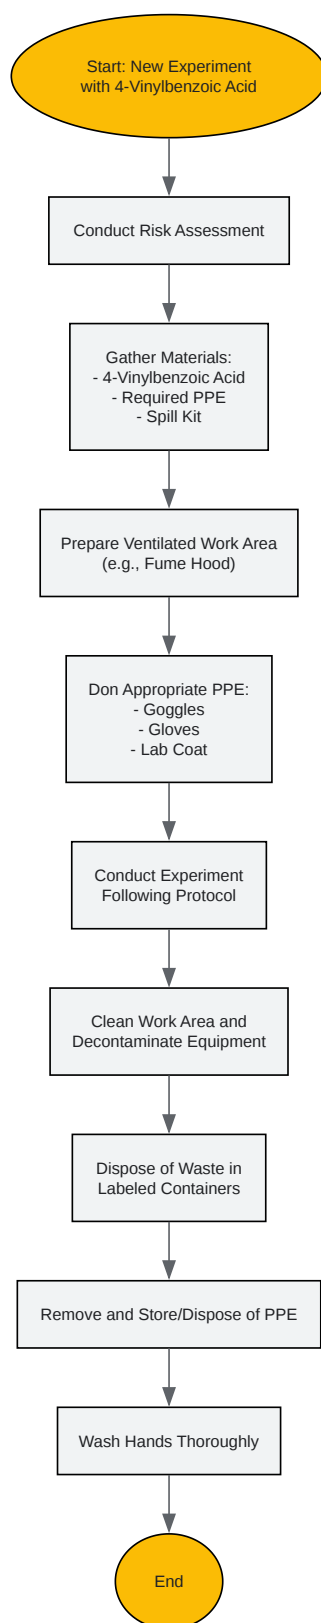 Start: New Experiment
with 4-Vinylbenzoic Acid
Conduct Risk Assessment
Gather Materials:
- 4-Vinylbenzoic Acid
- Required PPE
- Spill Kit
Prepare Ventilated Work Area
(e.g., Fume Hood)
Don Appropriate PPE:
- Goggles
- Gloves
- Lab Coat
Conduct Experiment
Following Protocol
Clean Work Area and
Decontaminate Equipment
Dispose of Waste in
Labeled Containers
Remove and Store/Dispose of PPE
Wash Hands Thoroughly
End